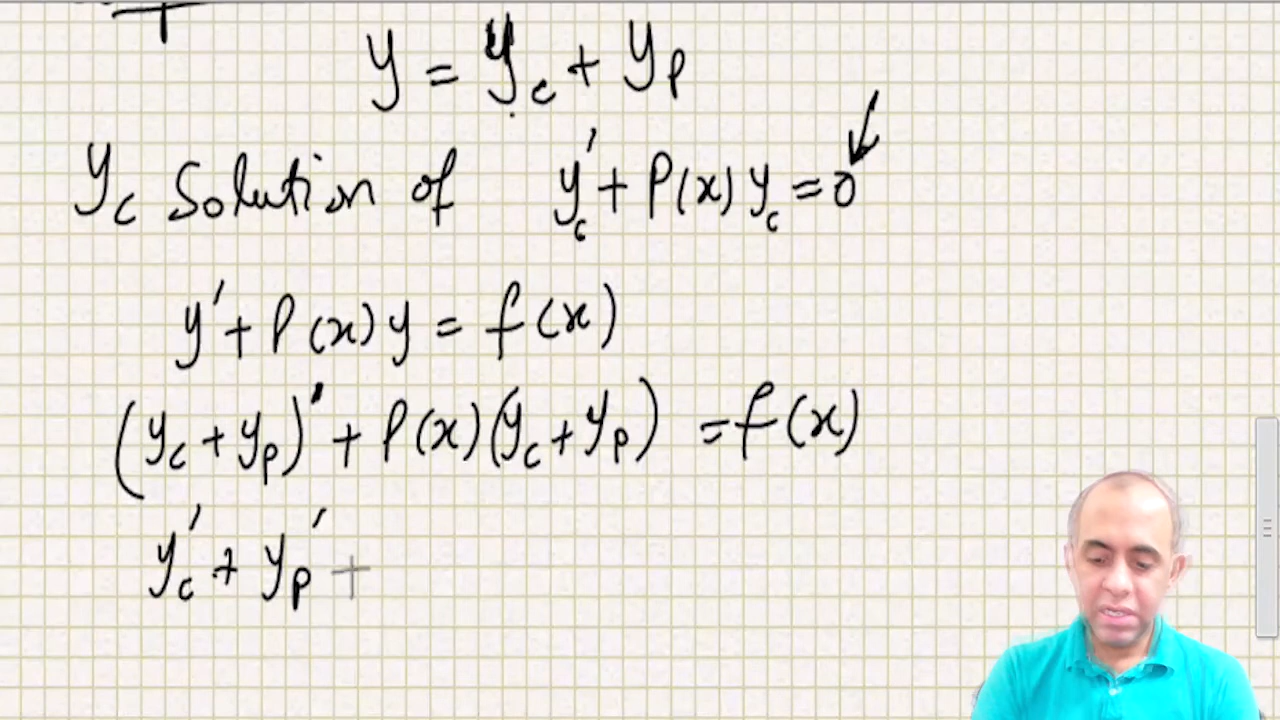 y = y_c + y_p
y_c Solution of y_c' + P(x) y_c = 0
y' + P(x) y = f(x)
(y_c + y_p)' + P(x)(y_c + y_p) = f(x)
y_c' + y_p' +